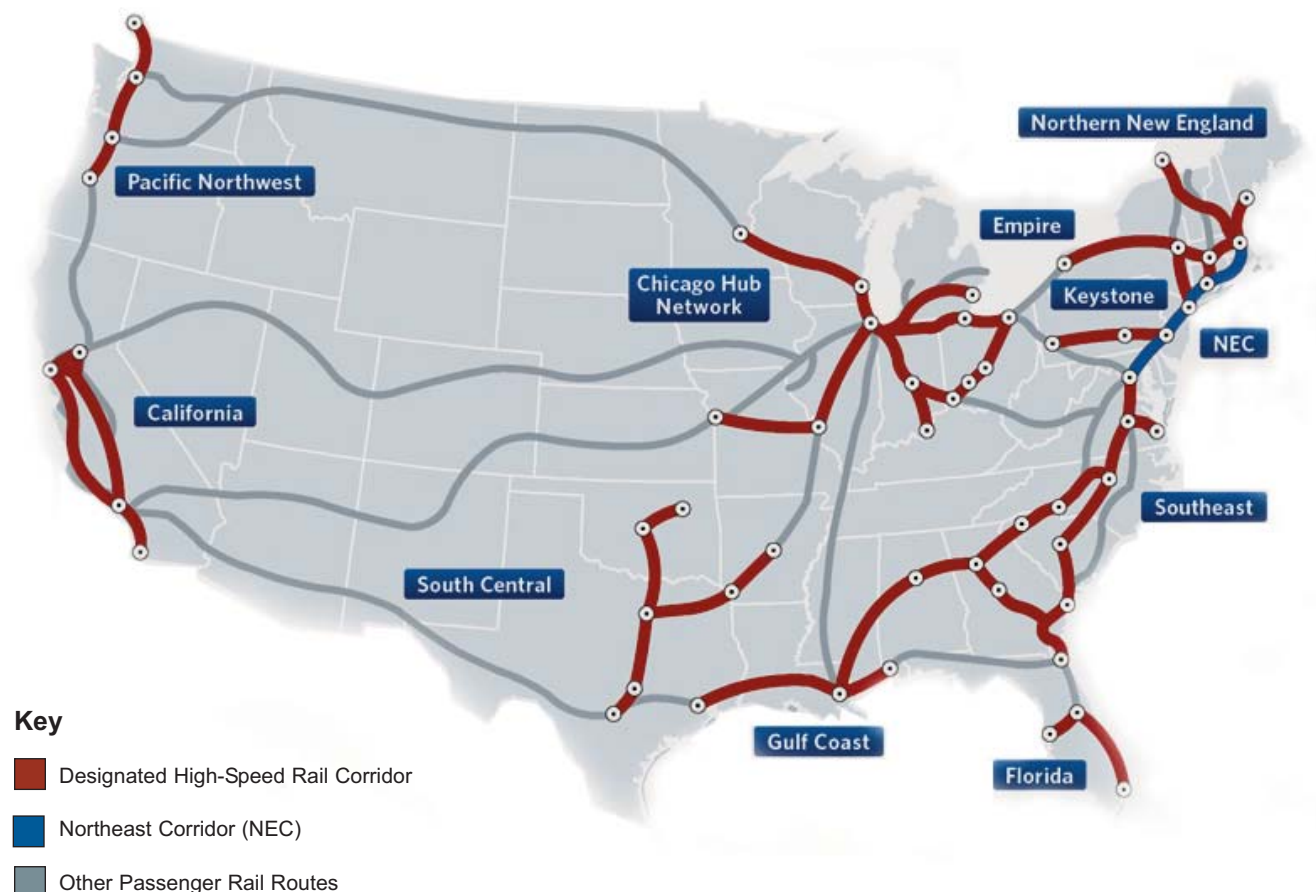 Northern New England
Pacific Northwest
Empire
Chicago Hub
Network
Keystone
NEC
California
Southeast
South Central
Gulf Coast
Florida
Key
Designated High-Speed Rail Corridor
Northeast Corridor (NEC)
Other Passenger Rail Routes